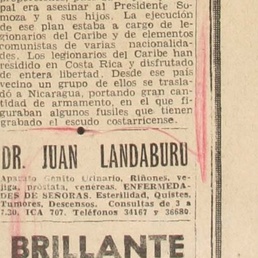 era asesinar al Presidente So-
moza y a sus hijos. La ejecución
de ese plan estaba a cargo de le-
gionarios del Caribe y de elementos
comunistas de varias nacionalida-
des. Los legionarios del Caribe han
residido en Costa Rica y disfrutado
de entera libertad. Desde ese país
vecino un grupo de ellos se trasla-
dó a Nicaragua, portando gran can-
tidad de armamento, en el que fi-
guraban algunos fusiles que tienen
grabado el escudo costarricense.
DR. JUAN LANDABURU
Aparato Genito Urinario, Riñones, ve-
jiga, próstata, venereas. ENFERMEDA-
DES DE SEÑORAS. Esterilidad, Quistes,
Tumores, Descensos. Consultas de 3 a
7.30. ICA 707. Teléfonos 34167 y 36680.
BRILLANTE